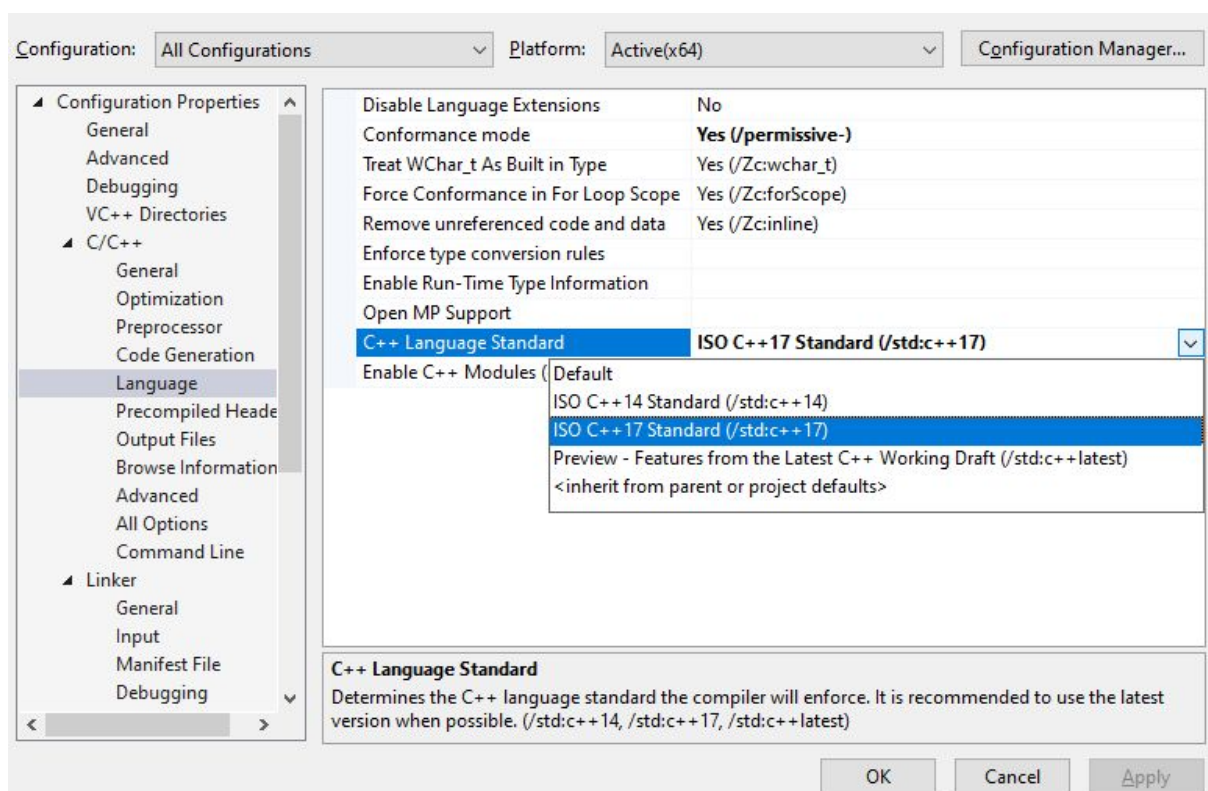 Configuration: All Configurations Platform: Active(x64) Configuration Manager...
Configuration Properties
General
Advanced
Debugging
VC++ Directories
C/C++
General
Optimization
Preprocessor
Code Generation
Language
Precompiled Heade
Output Files
Browse Information
Advanced
All Options
Command Line
Linker
General
Input
Manifest File
Debugging
Disable Language Extensions No
Conformance mode Yes (/permissive-)
Treat WChar_t As Built in Type Yes (/Zc:wchar_t)
Force Conformance in For Loop Scope Yes (/Zc:forScope)
Remove unreferenced code and data Yes (/Zc:inline)
Enforce type conversion rules
Enable Run-Time Type Information
Open MP Support
C++ Language Standard ISO C++17 Standard (/std:c++17)
Enable C++ Modules (
Default
ISO C++14 Standard (/std:c++14)
ISO C++17 Standard (/std:c++17)
Preview - Features from the Latest C++ Working Draft (/std:c++latest)
<inherit from parent or project defaults>
C++ Language Standard
Determines the C++ language standard the compiler will enforce. It is recommended to use the latest
version when possible. (/std:c++14, /std:c++17, /std:c++latest)
OK Cancel Apply